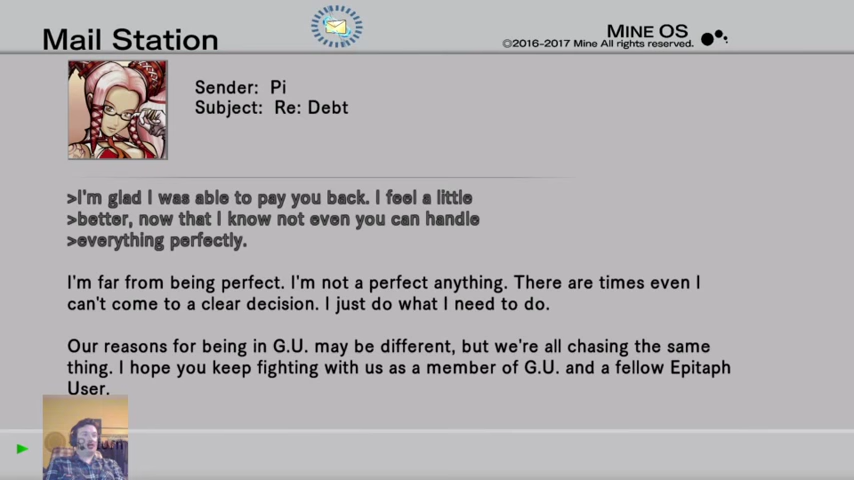 Mail Station
MINE OS
©2016-2017 Mine All rights reserved.
Sender: Pi
Subject: Re: Debt
>I'm glad I was able to pay you back. I feel a little
>better, now that I know not even you can handle
>everything perfectly.
I'm far from being perfect. I'm not a perfect anything. There are times even I
can't come to a clear decision. I just do what I need to do.
Our reasons for being in G.U. may be different, but we're all chasing the same
thing. I hope you keep fighting with us as a member of G.U. and a fellow Epitaph
User.